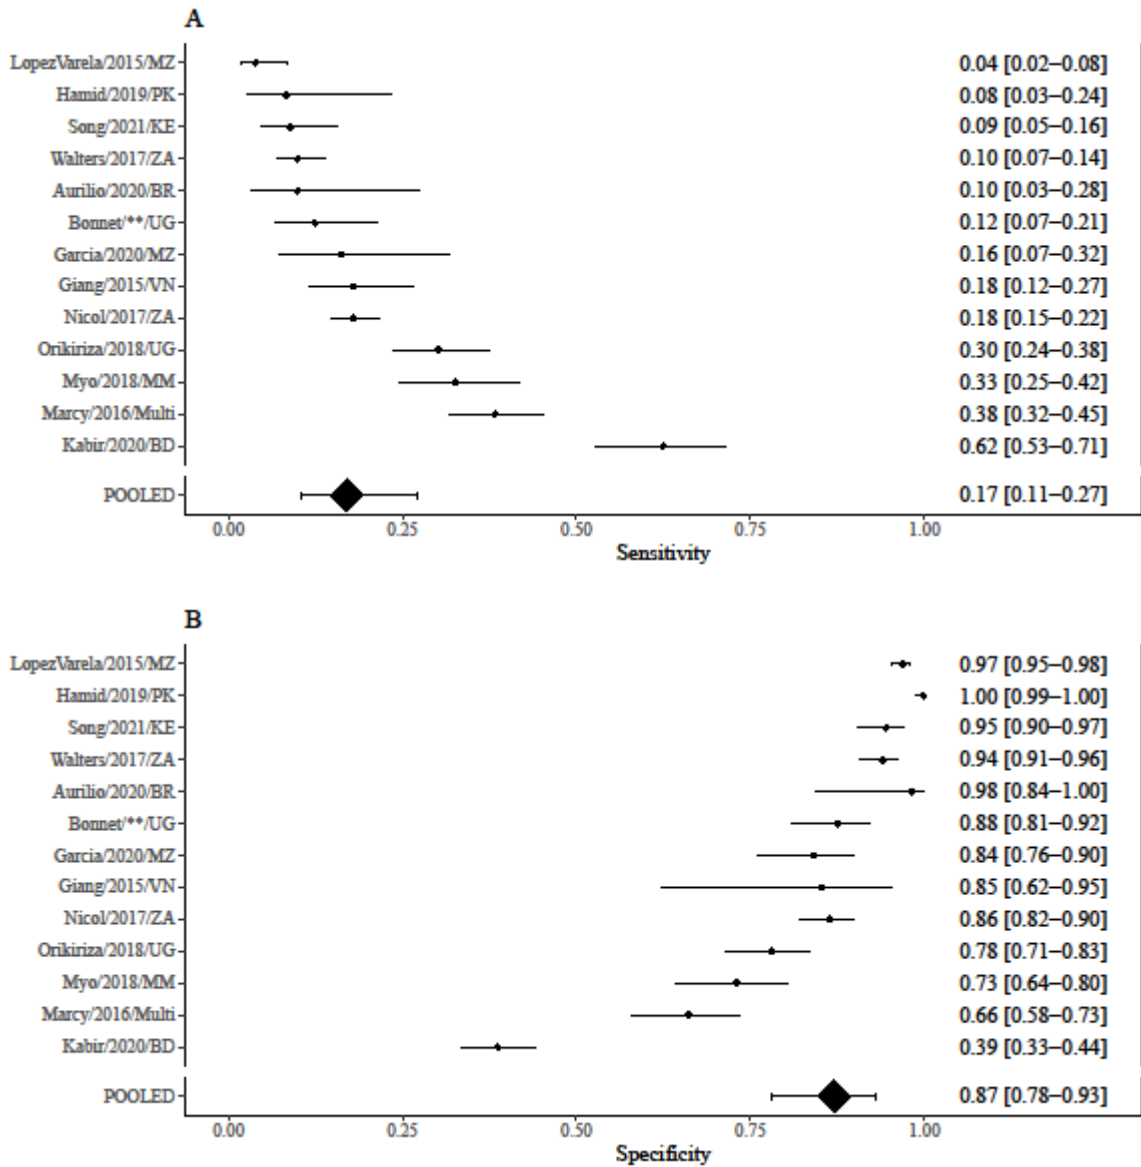 A
LopezVarela/2015/MZ 0.04 [0.02–0.08]
Hamid/2019/PK 0.08 [0.03–0.24]
Song/2021/KE 0.09 [0.05–0.16]
Walters/2017/ZA 0.10 [0.07–0.14]
Aurilio/2020/BR 0.10 [0.03–0.28]
Bonnet/**/UG 0.12 [0.07–0.21]
Garcia/2020/MZ 0.16 [0.07–0.32]
Giang/2015/VN 0.18 [0.12–0.27]
Nicol/2017/ZA 0.18 [0.15–0.22]
Orikiriza/2018/UG 0.30 [0.24–0.38]
Myo/2018/MM 0.33 [0.25–0.42]
Marcy/2016/Multi 0.38 [0.32–0.45]
Kabir/2020/BD 0.62 [0.53–0.71]
POOLED 0.17 [0.11–0.27]
0.00 0.25 0.50 0.75 1.00
Sensitivity
B
LopezVarela/2015/MZ 0.97 [0.95–0.98]
Hamid/2019/PK 1.00 [0.99–1.00]
Song/2021/KE 0.95 [0.90–0.97]
Walters/2017/ZA 0.94 [0.91–0.96]
Aurilio/2020/BR 0.98 [0.84–1.00]
Bonnet/**/UG 0.88 [0.81–0.92]
Garcia/2020/MZ 0.84 [0.76–0.90]
Giang/2015/VN 0.85 [0.62–0.95]
Nicol/2017/ZA 0.86 [0.82–0.90]
Orikiriza/2018/UG 0.78 [0.71–0.83]
Myo/2018/MM 0.73 [0.64–0.80]
Marcy/2016/Multi 0.66 [0.58–0.73]
Kabir/2020/BD 0.39 [0.33–0.44]
POOLED 0.87 [0.78–0.93]
0.00 0.25 0.50 0.75 1.00
Specificity